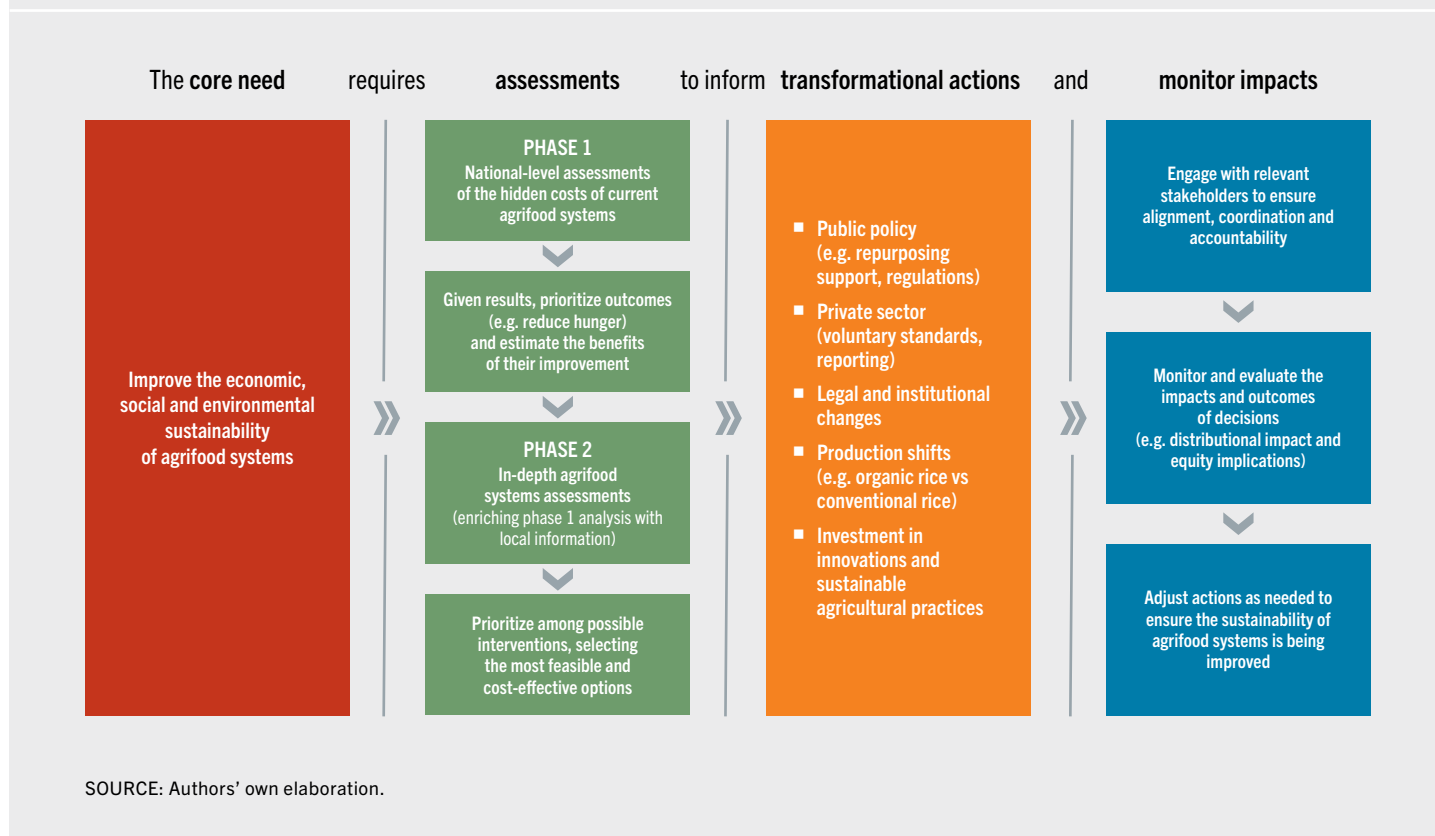 The core need requires assessments to inform transformational actions and monitor impacts
Improve the economic,
social and environmental
sustainability
of agrifood systems
PHASE 1
National-level assessments
of the hidden costs of current
agrifood systems
Given results, prioritize outcomes
(e.g. reduce hunger)
and estimate the benefits
of their improvement
PHASE 2
In-depth agrifood
systems assessments
(enriching phase 1 analysis with
local information)
Prioritize among possible
interventions, selecting
the most feasible and
cost-effective options
■ Public policy
(e.g. repurposing
support, regulations)
■ Private sector
(voluntary standards,
reporting)
■ Legal and institutional
changes
■ Production shifts
(e.g. organic rice vs
conventional rice)
■ Investment in
innovations and
sustainable
agricultural practices
Engage with relevant
stakeholders to ensure
alignment, coordination and
accountability
Monitor and evaluate the
impacts and outcomes
of decisions
(e.g. distributional impact and
equity implications)
Adjust actions as needed to
ensure the sustainability of
agrifood systems is being
improved
SOURCE: Authors’ own elaboration.